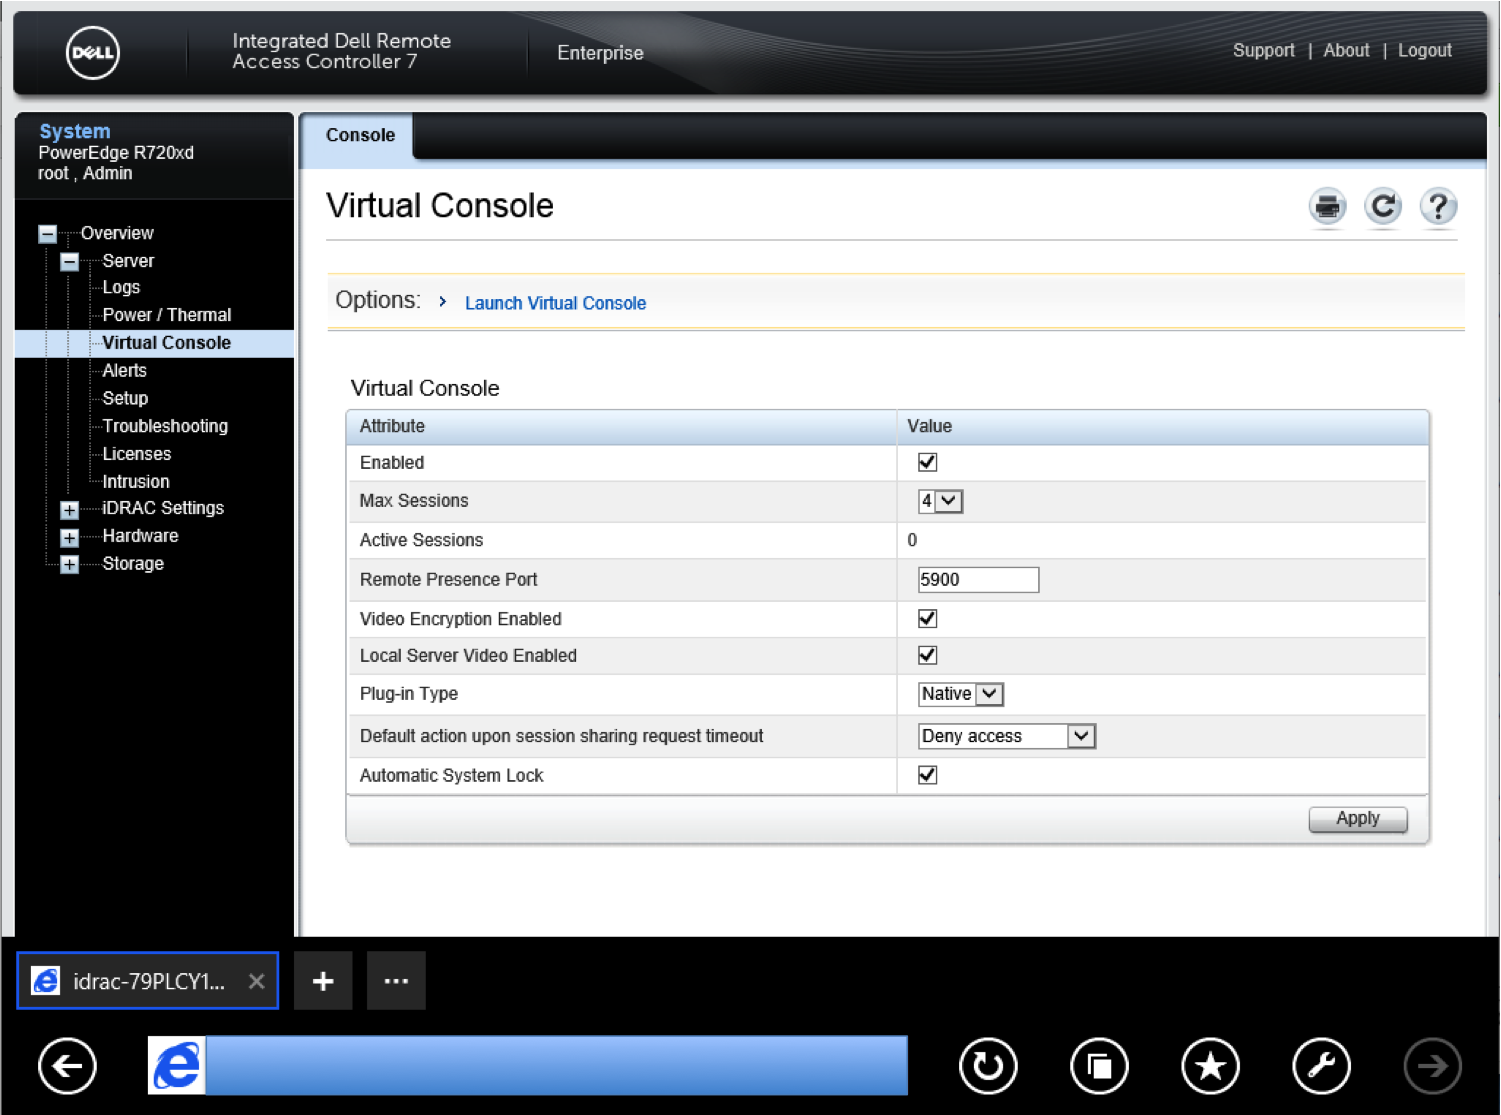 DELL
Integrated Dell Remote
Access Controller 7
Enterprise
Support | About | Logout
System
PowerEdge R720xd
root , Admin
Overview
Server
Logs
Power / Thermal
Virtual Console
Alerts
Setup
Troubleshooting
Licenses
Intrusion
iDRAC Settings
Hardware
Storage
Console
Virtual Console
Options: › Launch Virtual Console
Virtual Console
Attribute Value
Enabled
Max Sessions 4
Active Sessions 0
Remote Presence Port 5900
Video Encryption Enabled
Local Server Video Enabled
Plug-in Type Native
Default action upon session sharing request timeout Deny access
Automatic System Lock
Apply
idrac-79PLCY1...